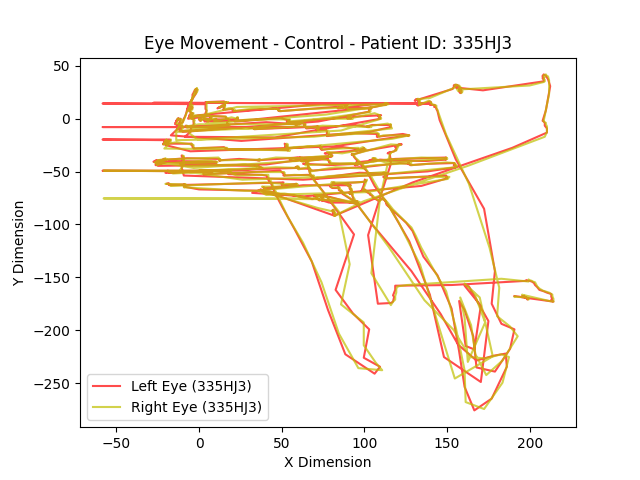 Eye Movement - Control - Patient ID: 335HJ3
Y Dimension
50
0
−50
−100
−150
−200
−250
Left Eye (335HJ3)
Right Eye (335HJ3)
−50
0
50
100
150
200
X Dimension